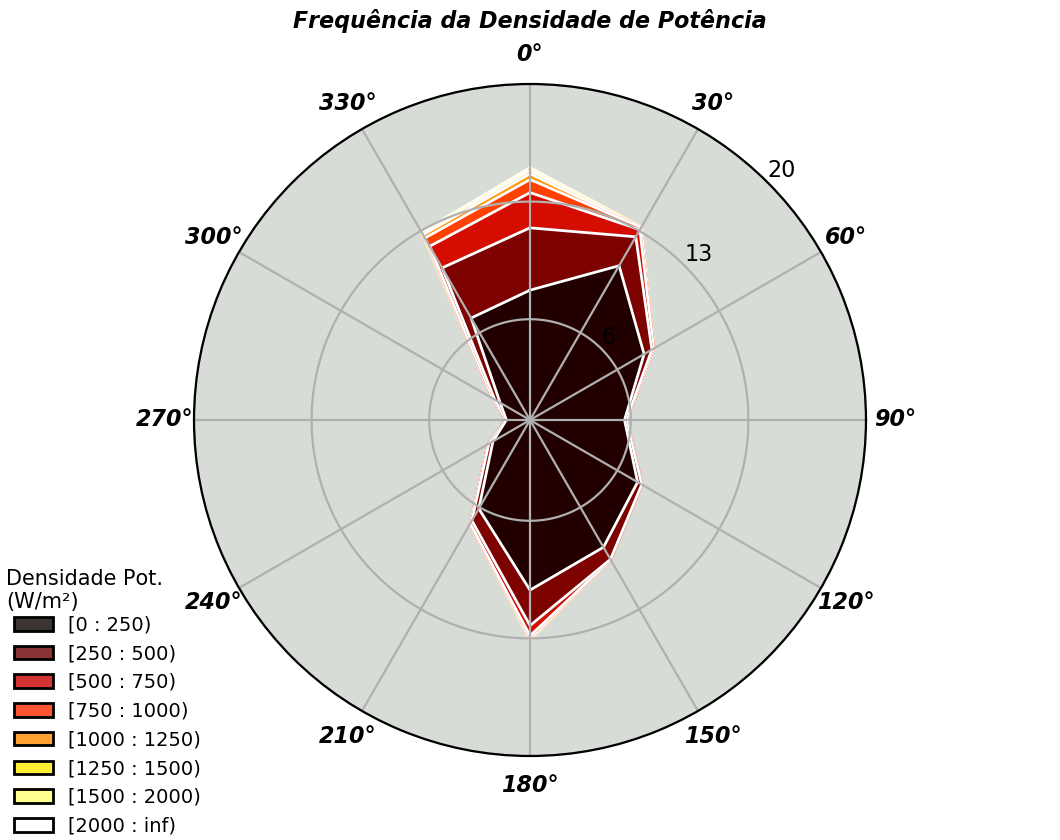 Frequência da Densidade de Potência
0°
330°
30°
20
300°
60°
13
6
270°
90°
240°
120°
210°
150°
180°
Densidade Pot.
(W/m²)
[0 : 250)
[250 : 500)
[500 : 750)
[750 : 1000)
[1000 : 1250)
[1250 : 1500)
[1500 : 2000)
[2000 : inf)